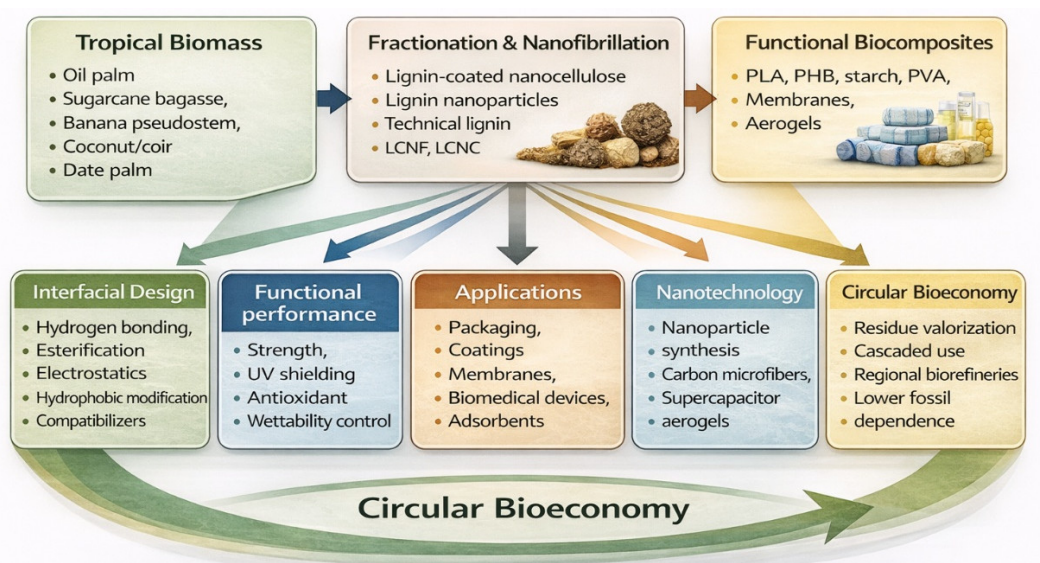 Tropical Biomass
• Oil palm
• Sugarcane bagasse,
• Banana pseudostem,
• Coconut/coir
• Date palm
Fractionation & Nanofibrillation
• Lignin-coated nanocellulose
• Lignin nanoparticles
• Technical lignin
• LCNF, LCNC
Functional Biocomposites
• PLA, PHB, starch, PVA,
• Membranes,
• Aerogels
Interfacial Design
• Hydrogen bonding,
• Esterification
• Electrostatics
• Hydrophobic modification
• Compatibilizers
Functional
performance
• Strength,
• UV shielding
• Antioxidant
• Wettability control
Applications
• Packaging,
• Coatings
• Membranes,
• Biomedical devices,
• Adsorbents
Nanotechnology
• Nanoparticle
• synthesis
• Carbon microfibers,
• Supercapacitor
• aerogels
Circular Bioeconomy
• Residue valorization
• Cascaded use
• Regional biorefineries
• Lower fossil
• dependence
Circular Bioeconomy